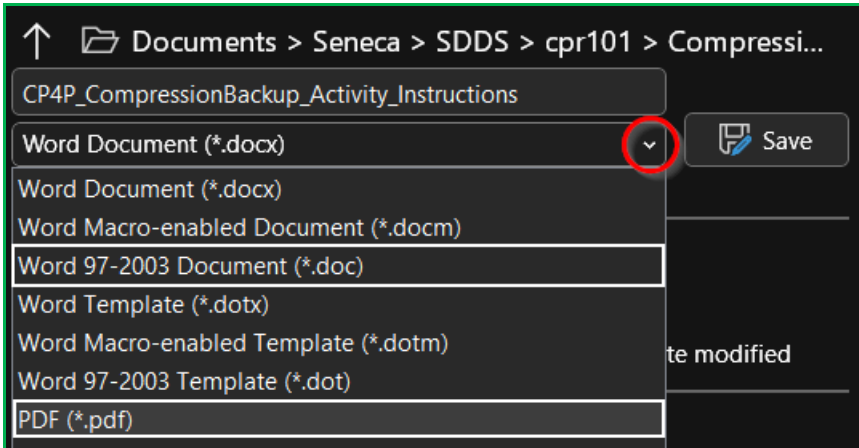 Documents > Seneca > SDDS > cpr101 > Compressi...
CP4P_CompressionBackup_Activity_Instructions
Word Document (*.docx)
Save
Word Document (*.docx)
Word Macro-enabled Document (*.docm)
Word 97-2003 Document (*.doc)
Word Template (*.dotx)
Word Macro-enabled Template (*.dotm)
te modified
Word 97-2003 Template (*.dot)
PDF (*.pdf)